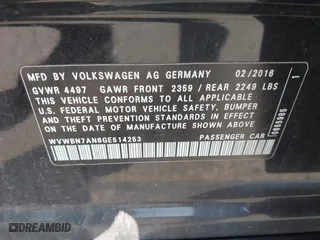 MFD BY VOLKSWAGEN AG GERMANY 02/2016
GVWR 4497 GAWR FRONT 2359 / REAR 2249 LBS
THIS VEHICLE CONFORMS TO ALL APPLICABLE
U.S. FEDERAL MOTOR VEHICLE SAFETY, BUMPER
AND THEFT PREVENTION STANDARDS IN EFFECT
ON THE DATE OF MANUFACTURE SHOWN ABOVE
WVWBN7AN8GE514253 PASSENGER CAR
1